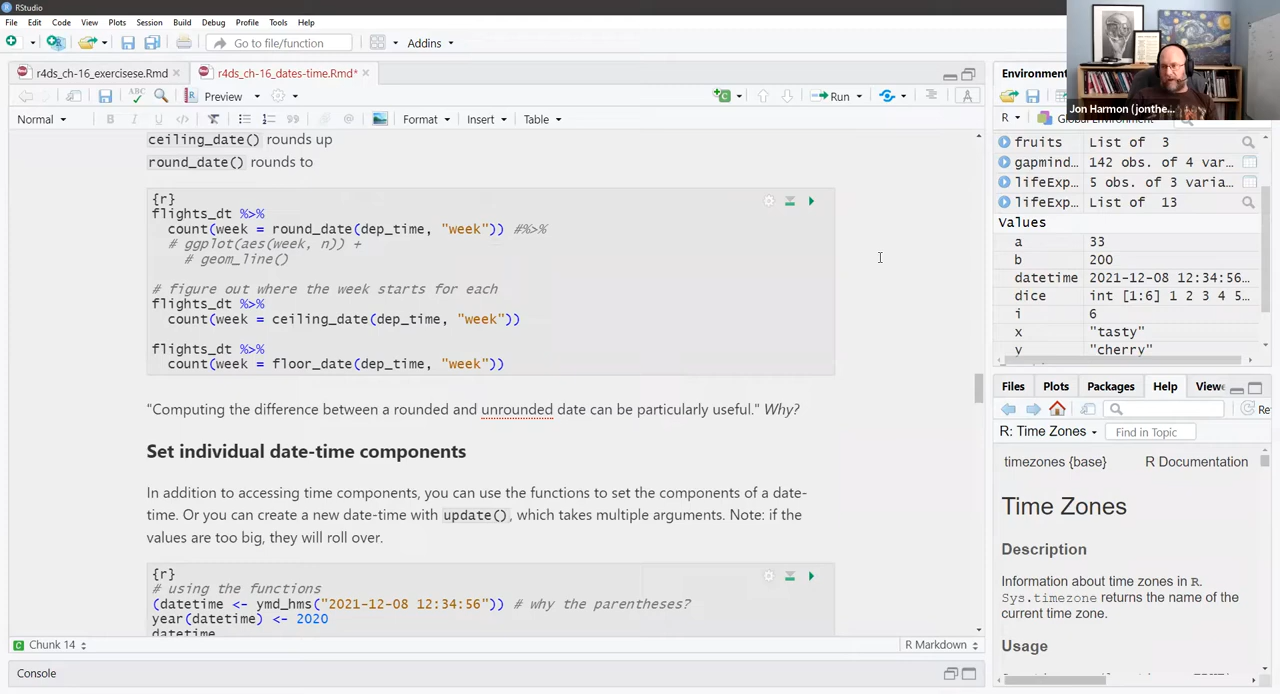 RStudio
File Edit Code View Plots Session Build Debug Profile Tools Help
Go to file/function Addins
r4ds_ch-16_exercisese.Rmd r4ds_ch-16_dates-time.Rmd*
Preview Run
Normal B I U Format Insert Table
ceiling_date() rounds up
round_date() rounds to
{r}
flights_dt %>%
count(week = round_date(dep_time, "week")) #%>%
# ggplot(aes(week, n)) +
# geom_line()
# figure out where the week starts for each
flights_dt %>%
count(week = ceiling_date(dep_time, "week"))
flights_dt %>%
count(week = floor_date(dep_time, "week"))
"Computing the difference between a rounded and unrounded date can be particularly useful." Why?
Set individual date-time components
In addition to accessing time components, you can use the functions to set the components of a date-
time. Or you can create a new date-time with update(), which takes multiple arguments. Note: if the
values are too big, they will roll over.
{r}
# using the functions
(datetime <- ymd_hms("2021-12-08 12:34:56")) # why the parentheses?
year(datetime) <- 2020
datetime
C Chunk 14 R Markdown
Console
Environ
Jon Harmon (jonthe...
R Global
fruits List of 3
gapmind… 142 obs. of 4 var…
lifeExp… 5 obs. of 3 varia…
lifeExp… List of 13
Values
a 33
b 200
datetime 2021-12-08 12:34:56…
dice int [1:6] 1 2 3 4 5…
i 6
x "tasty"
y "cherry"
Files Plots Packages Help View
Re
R: Time Zones Find in Topic
timezones {base} R Documentation
Time Zones
Description
Information about time zones in R.
Sys.timezone returns the name of the
current time zone.
Usage